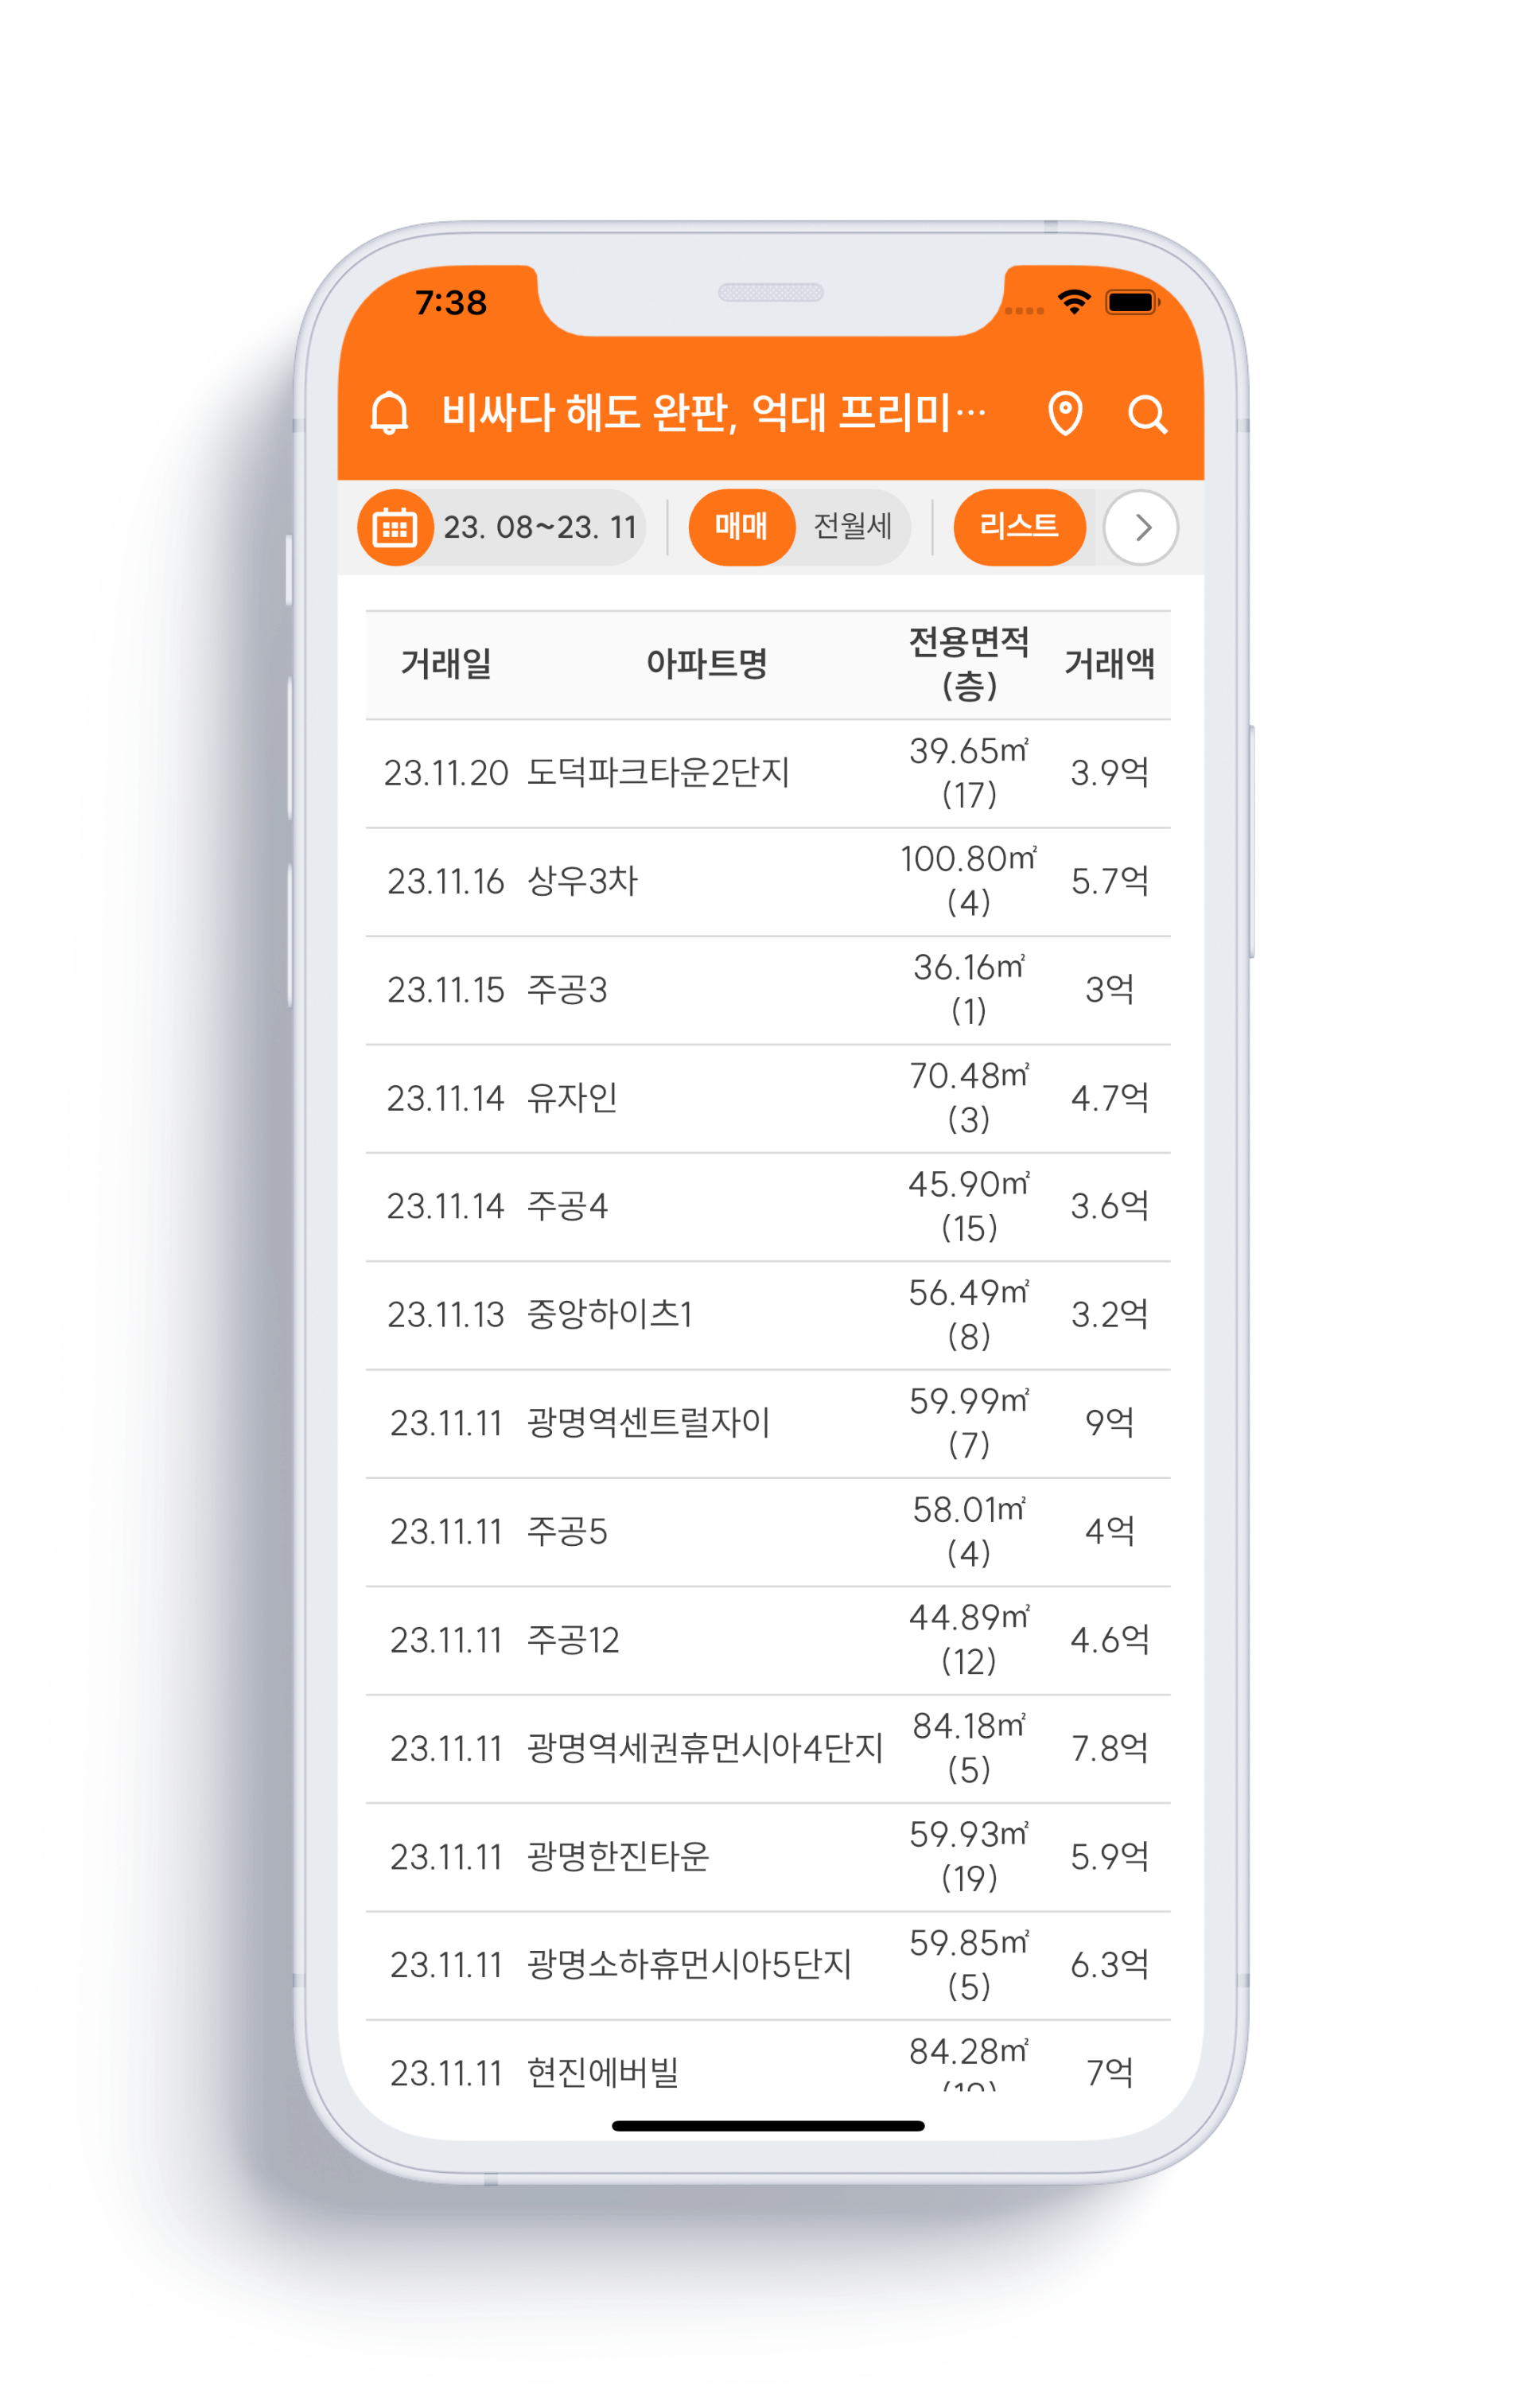 7:38
비싸다 해도 완판, 억대 프리미…
23. 08~23. 11 매매 전월세 리스트
거래일 아파트명 전용면적 (층) 거래액
23.11.20 도덕파크타운2단지 39.65㎡ (17) 3.9억
23.11.16 상우3차 100.80㎡ (4) 5.7억
23.11.15 주공3 36.16㎡ (1) 3억
23.11.14 유자인 70.48㎡ (3) 4.7억
23.11.14 주공4 45.90㎡ (15) 3.6억
23.11.13 중앙하이츠1 56.49㎡ (8) 3.2억
23.11.11 광명역센트럴자이 59.99㎡ (7) 9억
23.11.11 주공5 58.01㎡ (4) 4억
23.11.11 주공12 44.89㎡ (12) 4.6억
23.11.11 광명역세권휴먼시아4단지 84.18㎡ (5) 7.8억
23.11.11 광명한진타운 59.93㎡ (19) 5.9억
23.11.11 광명소하휴먼시아5단지 59.85㎡ (5) 6.3억
23.11.11 현진에버빌 84.28㎡ 7억